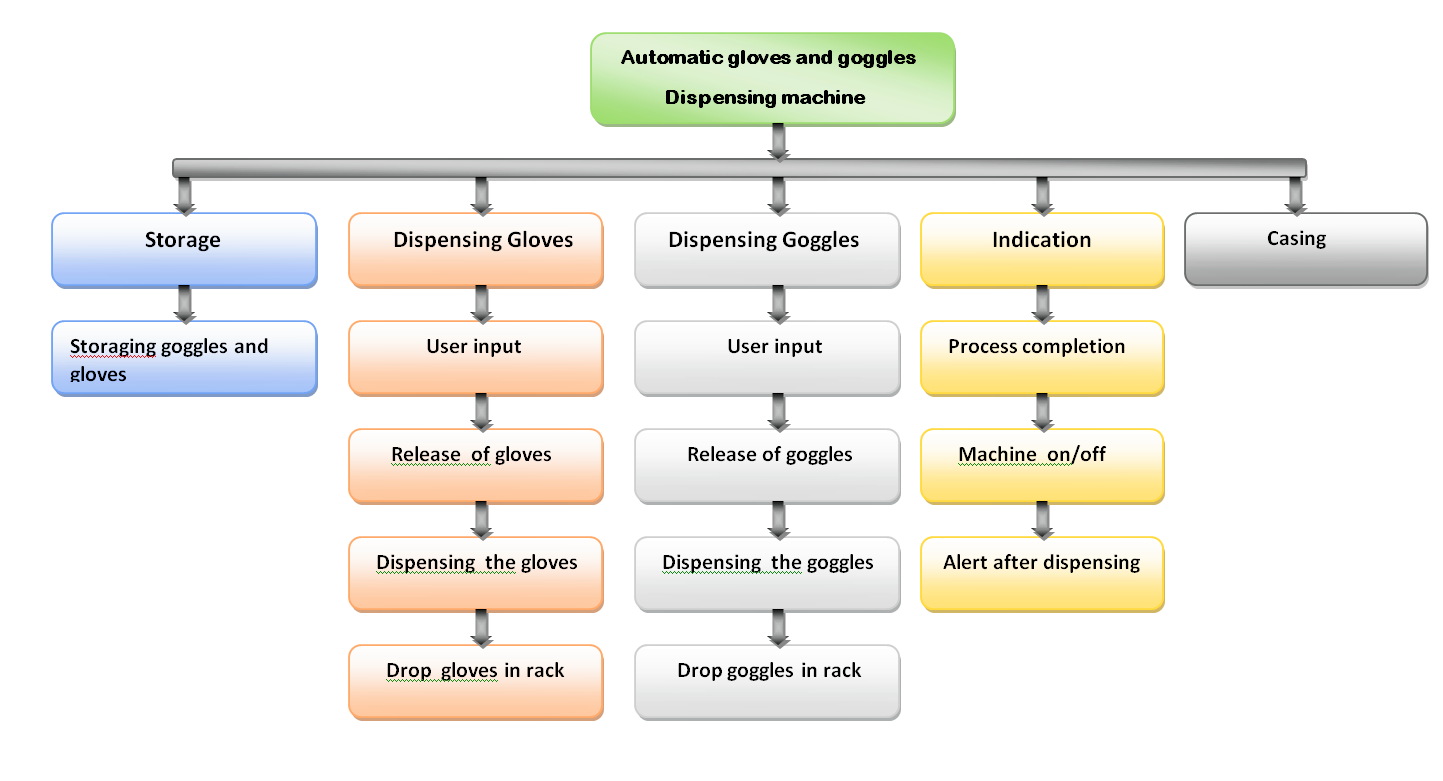 Automatic gloves and goggles
Dispensing machine
Storage
Dispensing Gloves
Dispensing Goggles
Indication
Casing
Storaging goggles and
gloves
User input
User input
Process completion
Release of gloves
Release of goggles
Machine on/off
Dispensing the gloves
Dispensing the goggles
Alert after dispensing
Drop gloves in rack
Drop goggles in rack